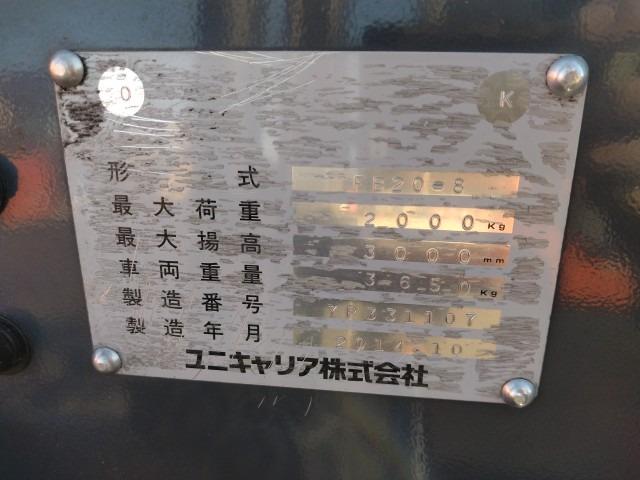 O K
形式 FB20-8
最大荷重 2000 Kg
最大揚高 3000 mm
車両重量 3650 Kg
製造番号
製造年月 2014.10
ユニキャリア株式会社